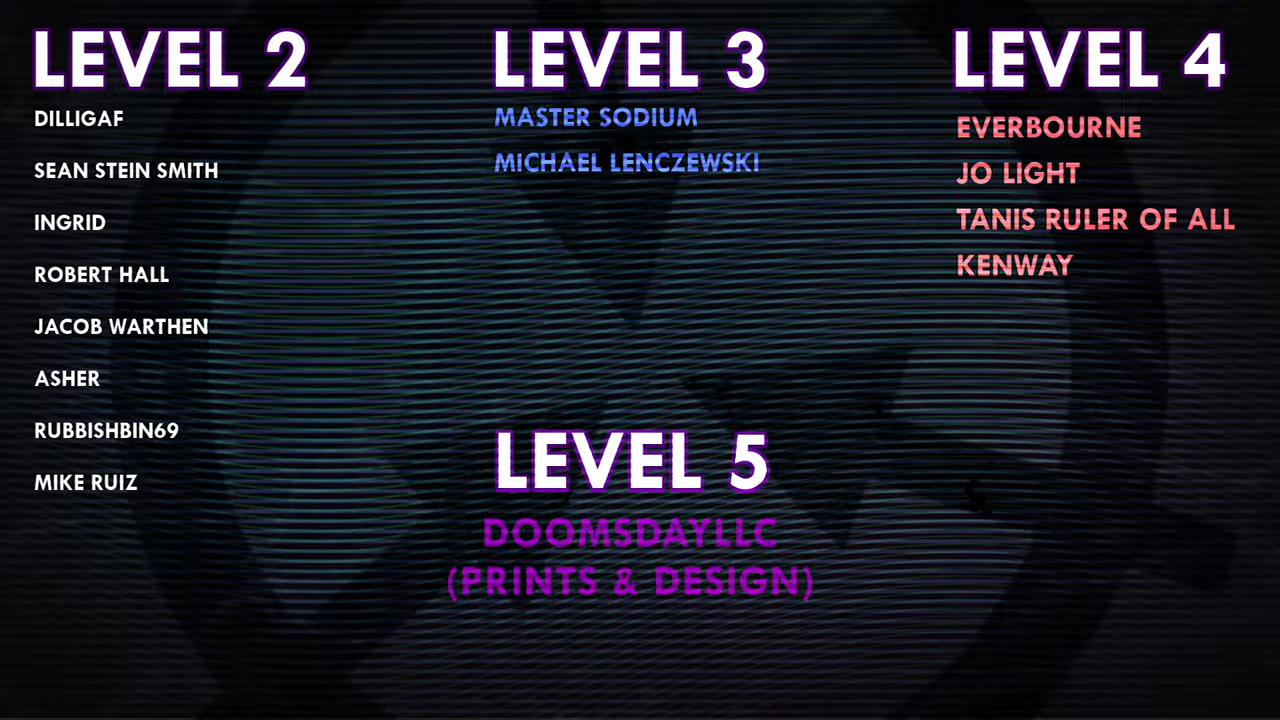 LEVEL 2
DILLIGAF
SEAN STEIN SMITH
INGRID
ROBERT HALL
JACOB WARTHEN
ASHER
RUBBISHBIN69
MIKE RUIZ
LEVEL 3
MASTER SODIUM
MICHAEL LENCZEWSKI
LEVEL 4
EVERBOURNE
JO LIGHT
TANIS RULER OF ALL
KENWAY
LEVEL 5
DOOMSDAYLLC
(PRINTS & DESIGN)